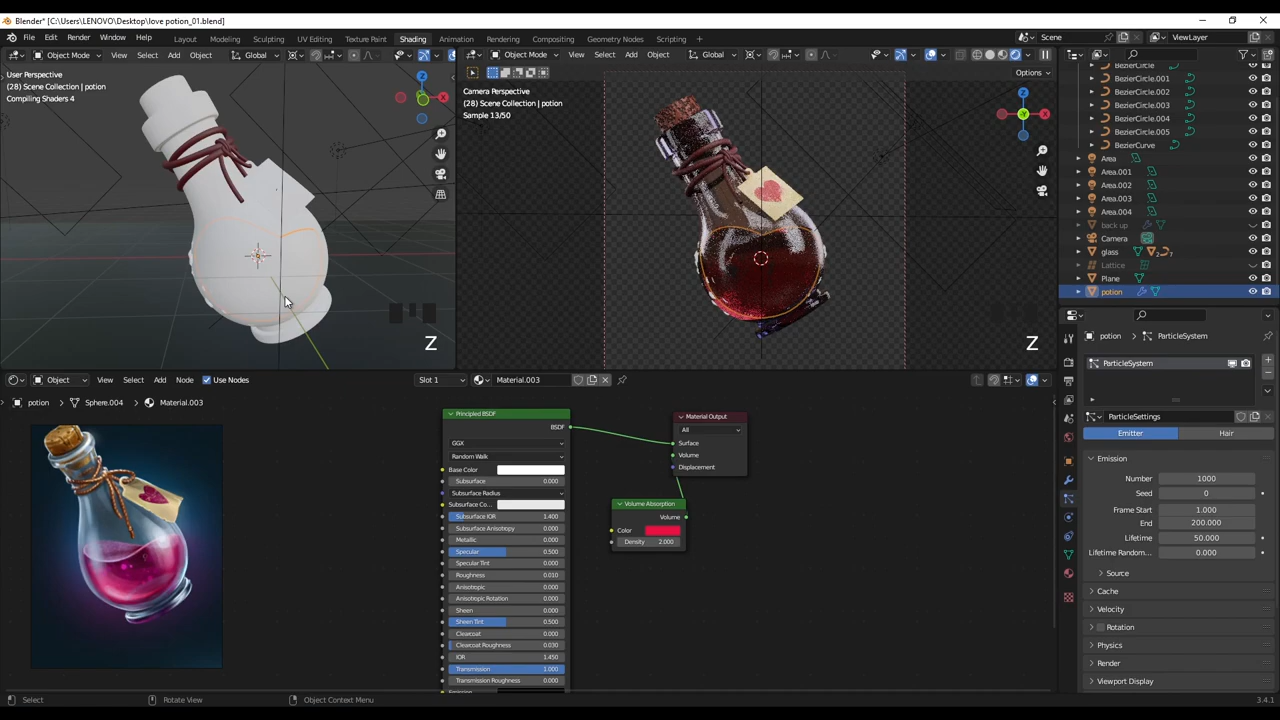 Blender* [C:\Users\LENOVO\Desktop\love potion_01.blend]
File Edit Render Window Help Layout Modeling Sculpting UV Editing Texture Paint Shading Animation Rendering Compositing Geometry Nodes Scripting Scene ViewLayer
Object Mode View Select Add Object Global
Object Mode View Select Add Object Global
Options
User Perspective
(28) Scene Collection | potion
Compiling Shaders 4
Camera Perspective
(28) Scene Collection | potion
Sample 13/50
Z
X
Z
Y
X
Z
Z
BezierCircle
BezierCircle.001
BezierCircle.002
BezierCircle.003
BezierCircle.004
BezierCircle.005
BezierCurve
Area
Area.001
Area.002
Area.003
Area.004
back up
Camera
glass
Lattice
Plane
potion
potion ParticleSystem
ParticleSystem
ParticleSettings
Emitter Hair
Emission
Number 1000
Seed 0
Frame Start 1.000
End 200.000
Lifetime 50.000
Lifetime Random... 0.000
Source
Cache
Velocity
Rotation
Physics
Render
Viewport Display
Object View Select Add Node Use Nodes Slot 1 Material.003
potion Sphere.004 Material.003
Principled BSDF
BSDF
GGX
Random Walk
Base Color
Subsurface 0.000
Subsurface Radius
Subsurface Co...
Subsurface IOR 1.400
Subsurface Anisotropy 0.000
Metallic 0.000
Specular 0.500
Specular Tint 0.000
Roughness 0.010
Anisotropic 0.000
Anisotropic Rotation 0.000
Sheen 0.000
Sheen Tint 0.500
Clearcoat 0.000
Clearcoat Roughness 0.030
IOR 1.450
Transmission 1.000
Transmission Roughness 0.000
Material Output
All
Surface
Volume
Displacement
Volume Absorption
Volume
Color
Density 2.000
Select Rotate View Object Context Menu 3.4.1